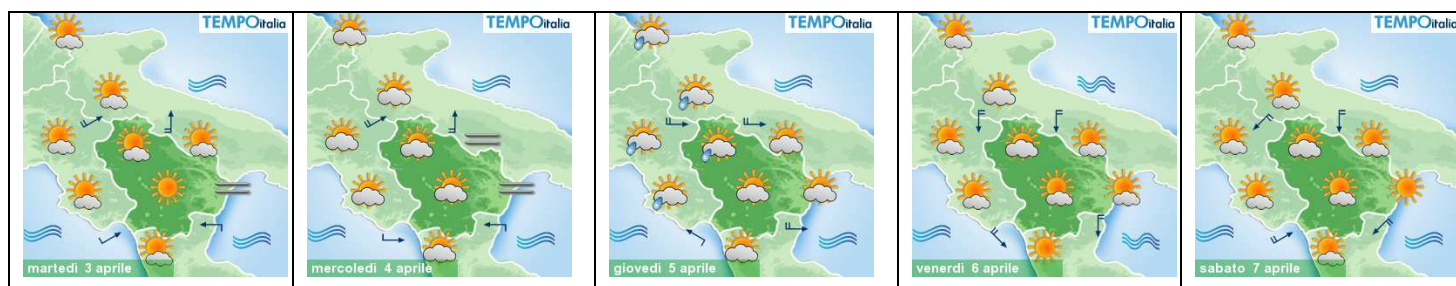 TEMPOitalia
TEMPOitalia
TEMPOitalia
TEMPOitalia
TEMPOitalia
martedì 3 aprile
mercoledì 4 aprile
giovedì 5 aprile
venerdì 6 aprile
sabato 7 aprile